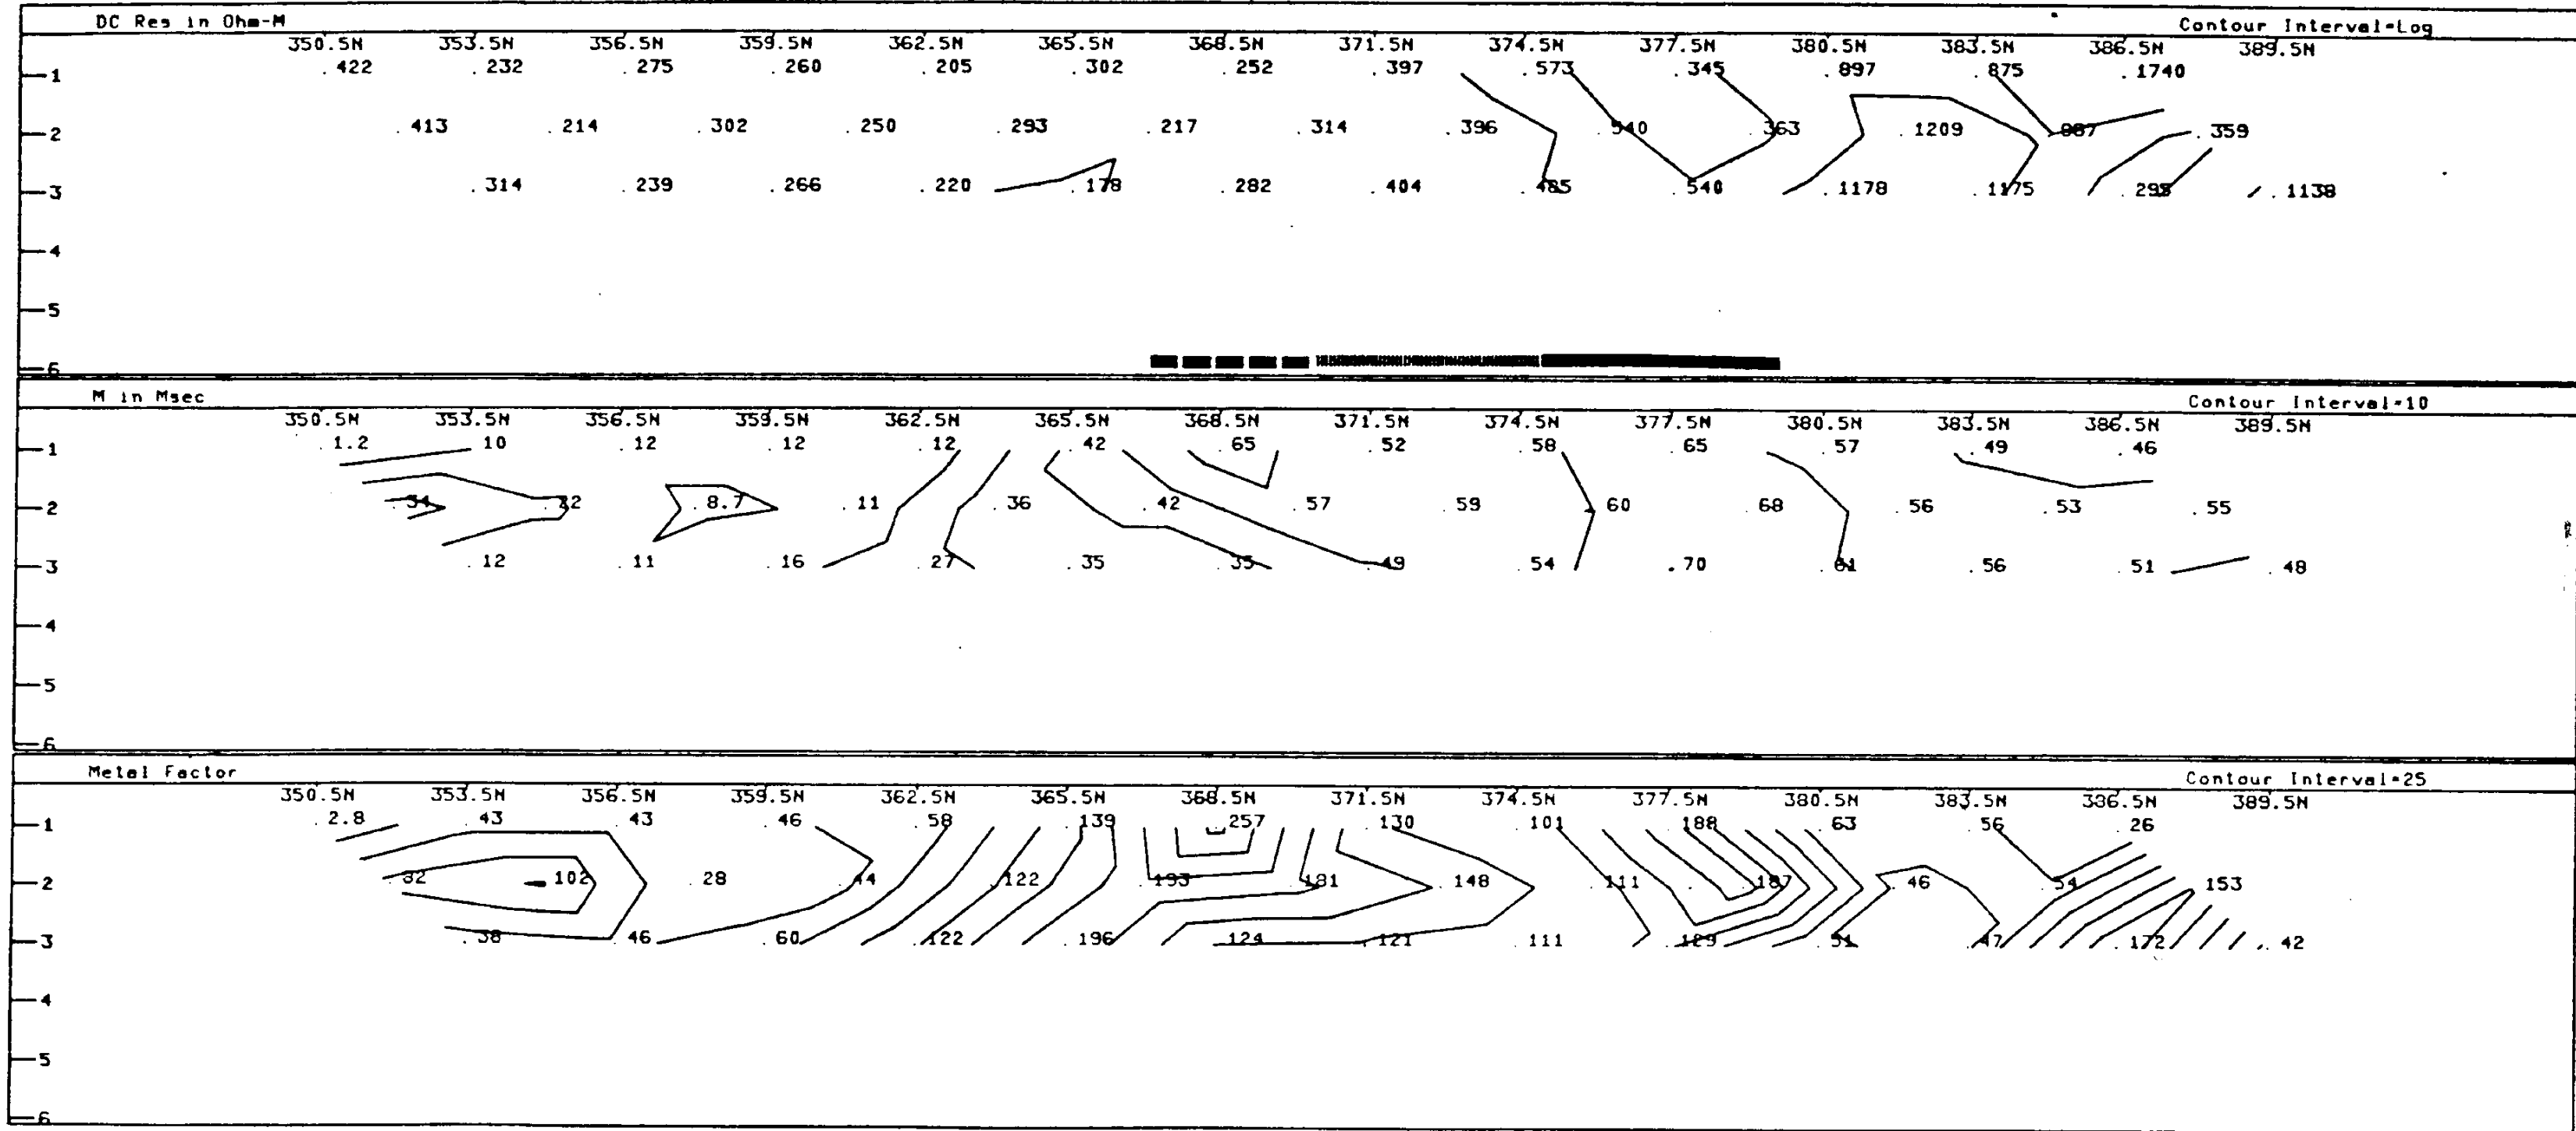 DC Res in Ohm-M Contour Interval=Log
350.5N 353.5N 356.5N 359.5N 362.5N 365.5N 368.5N 371.5N 374.5N 377.5N 380.5N 383.5N 386.5N 389.5N
1 .422 .232 .275 .260 .205 .302 .252 .397 .573 .345 .897 .875 .1740
2 .413 .214 .302 .250 .293 .217 .314 .396 .540 .363 .1209 .887 .359
3 .314 .239 .266 .220 .178 .282 .404 .485 .540 .1178 .1175 .298 .1138
4
5
6
M in Msec Contour Interval=10
350.5N 353.5N 356.5N 359.5N 362.5N 365.5N 368.5N 371.5N 374.5N 377.5N 380.5N 383.5N 386.5N 389.5N
1 .1.2 .10 .12 .12 .12 .42 .65 .52 .58 .65 .57 .49 .46
2 .34 .22 .8.7 .11 .36 .42 .57 .59 .60 .68 .56 .53 .55
3 .12 .11 .16 .27 .35 .35 .49 .54 .70 .61 .56 .51 .48
4
5
6
Metal Factor Contour Interval=25
350.5N 353.5N 356.5N 359.5N 362.5N 365.5N 368.5N 371.5N 374.5N 377.5N 380.5N 383.5N 386.5N 389.5N
1 .2.8 .43 .43 .46 .58 .139 .257 .130 .101 .188 .63 .56 .26
2 .82 .102 .28 .44 .122 .193 .181 .148 .111 .187 .46 .54 .153
3 .38 .46 .60 .122 .196 .124 .121 .111 .129 .51 .47 .172 .42
4
5
6